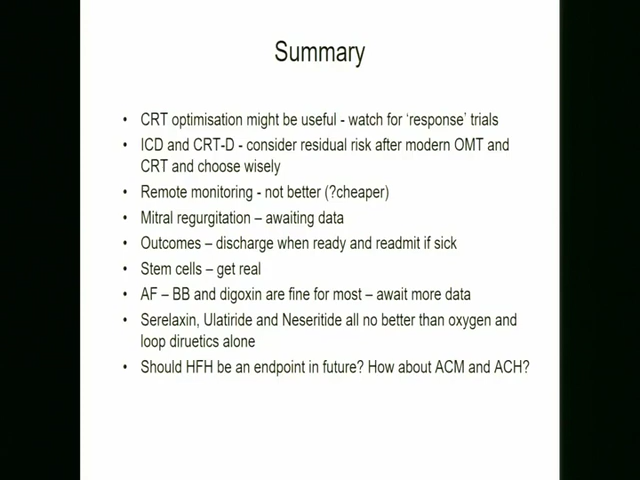 Summary
• CRT optimisation might be useful - watch for 'response' trials
• ICD and CRT-D - consider residual risk after modern OMT and
CRT and choose wisely
• Remote monitoring - not better (?cheaper)
• Mitral regurgitation – awaiting data
• Outcomes – discharge when ready and readmit if sick
• Stem cells – get real
• AF – BB and digoxin are fine for most – await more data
• Serelaxin, Ulatiride and Neseritide all no better than oxygen and
loop diruetics alone
• Should HFH be an endpoint in future? How about ACM and ACH?